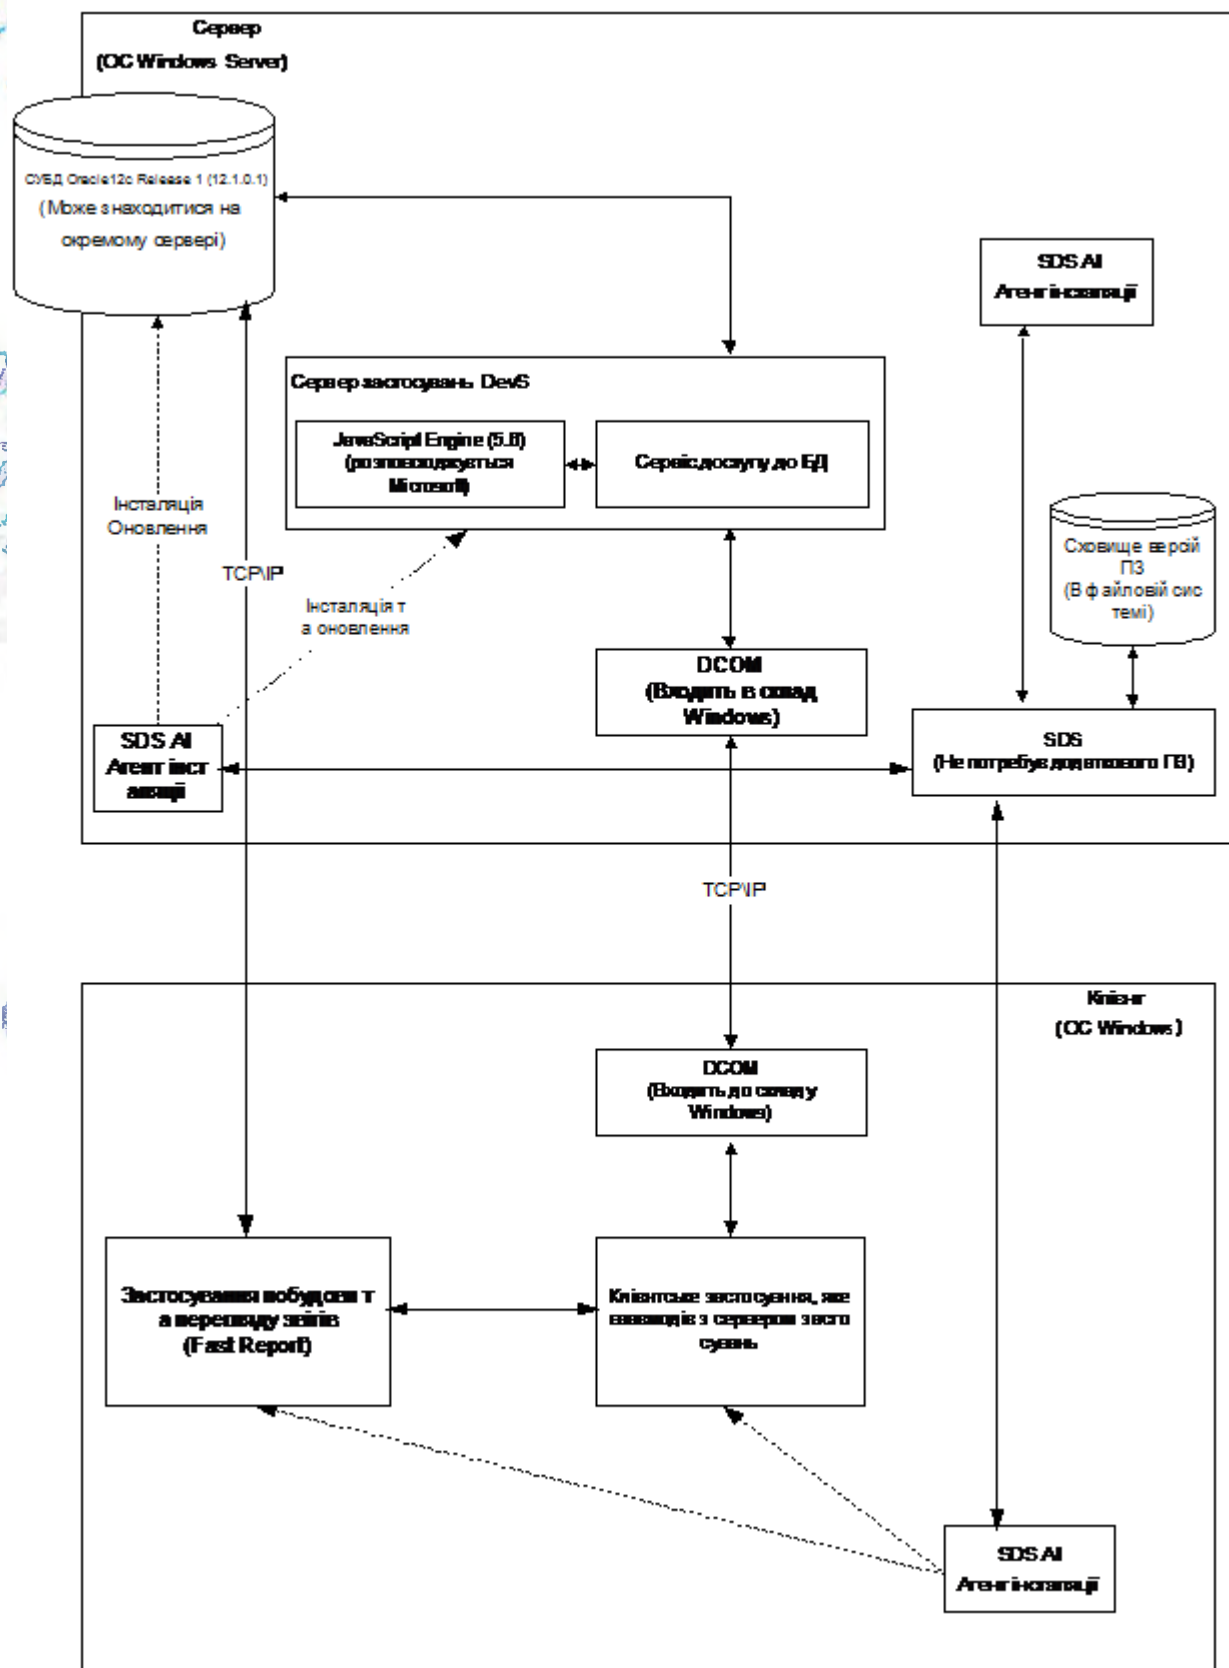 Сервер
(ОС Windows Server)
СУБД Oracle12c Release 1 (12.1.0.1)
(Може знаходитися на
окремому сервері)
SDS AI
Агент інсталяції
Сервер застосувань DevS
JavaScript Engine (5.8)
(розповсюджується
Microsoft)
Сервіс доступу до БД
Інсталяція
Оновлення
Сховище версій
ПЗ
(В файловій сис
темі)
TCP\IP
Інсталяція т
а оновлення
DCOM
(Входить в склад
Windows)
SDS AI
Агент інст
аляції
SDS
(Не потребує додаткового ПЗ)
TCP\IP
Клієнт
(ОС Windows)
DCOM
(Входить до складу
Windows)
Застосування побудови т
а перегляду звітів
(Fast Report)
Клієнтське застосування, яке
взаємодіє з сервером засто
сувань
SDS AI
Агент інсталяції